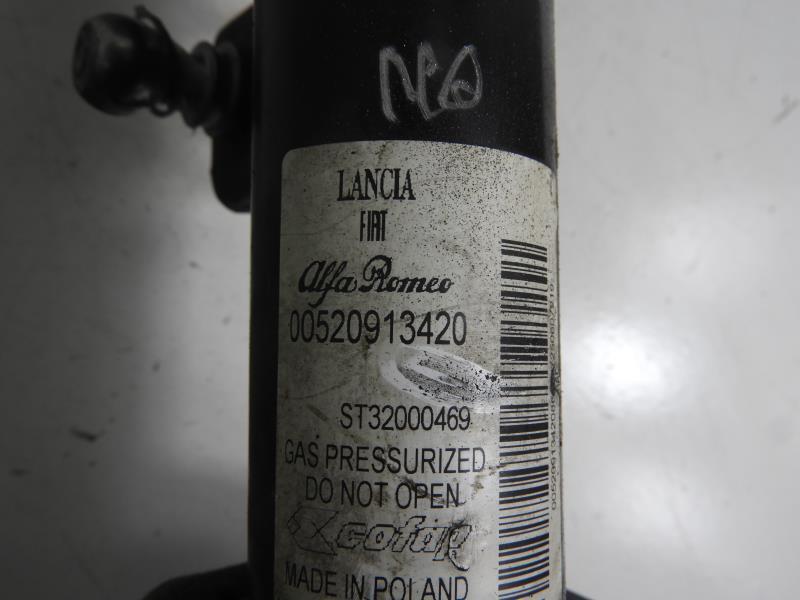 LANCIA
FIAT
Alfa Romeo
00520913420
ST32000469
GAS PRESSURIZED
DO NOT OPEN
MADE IN POLAND